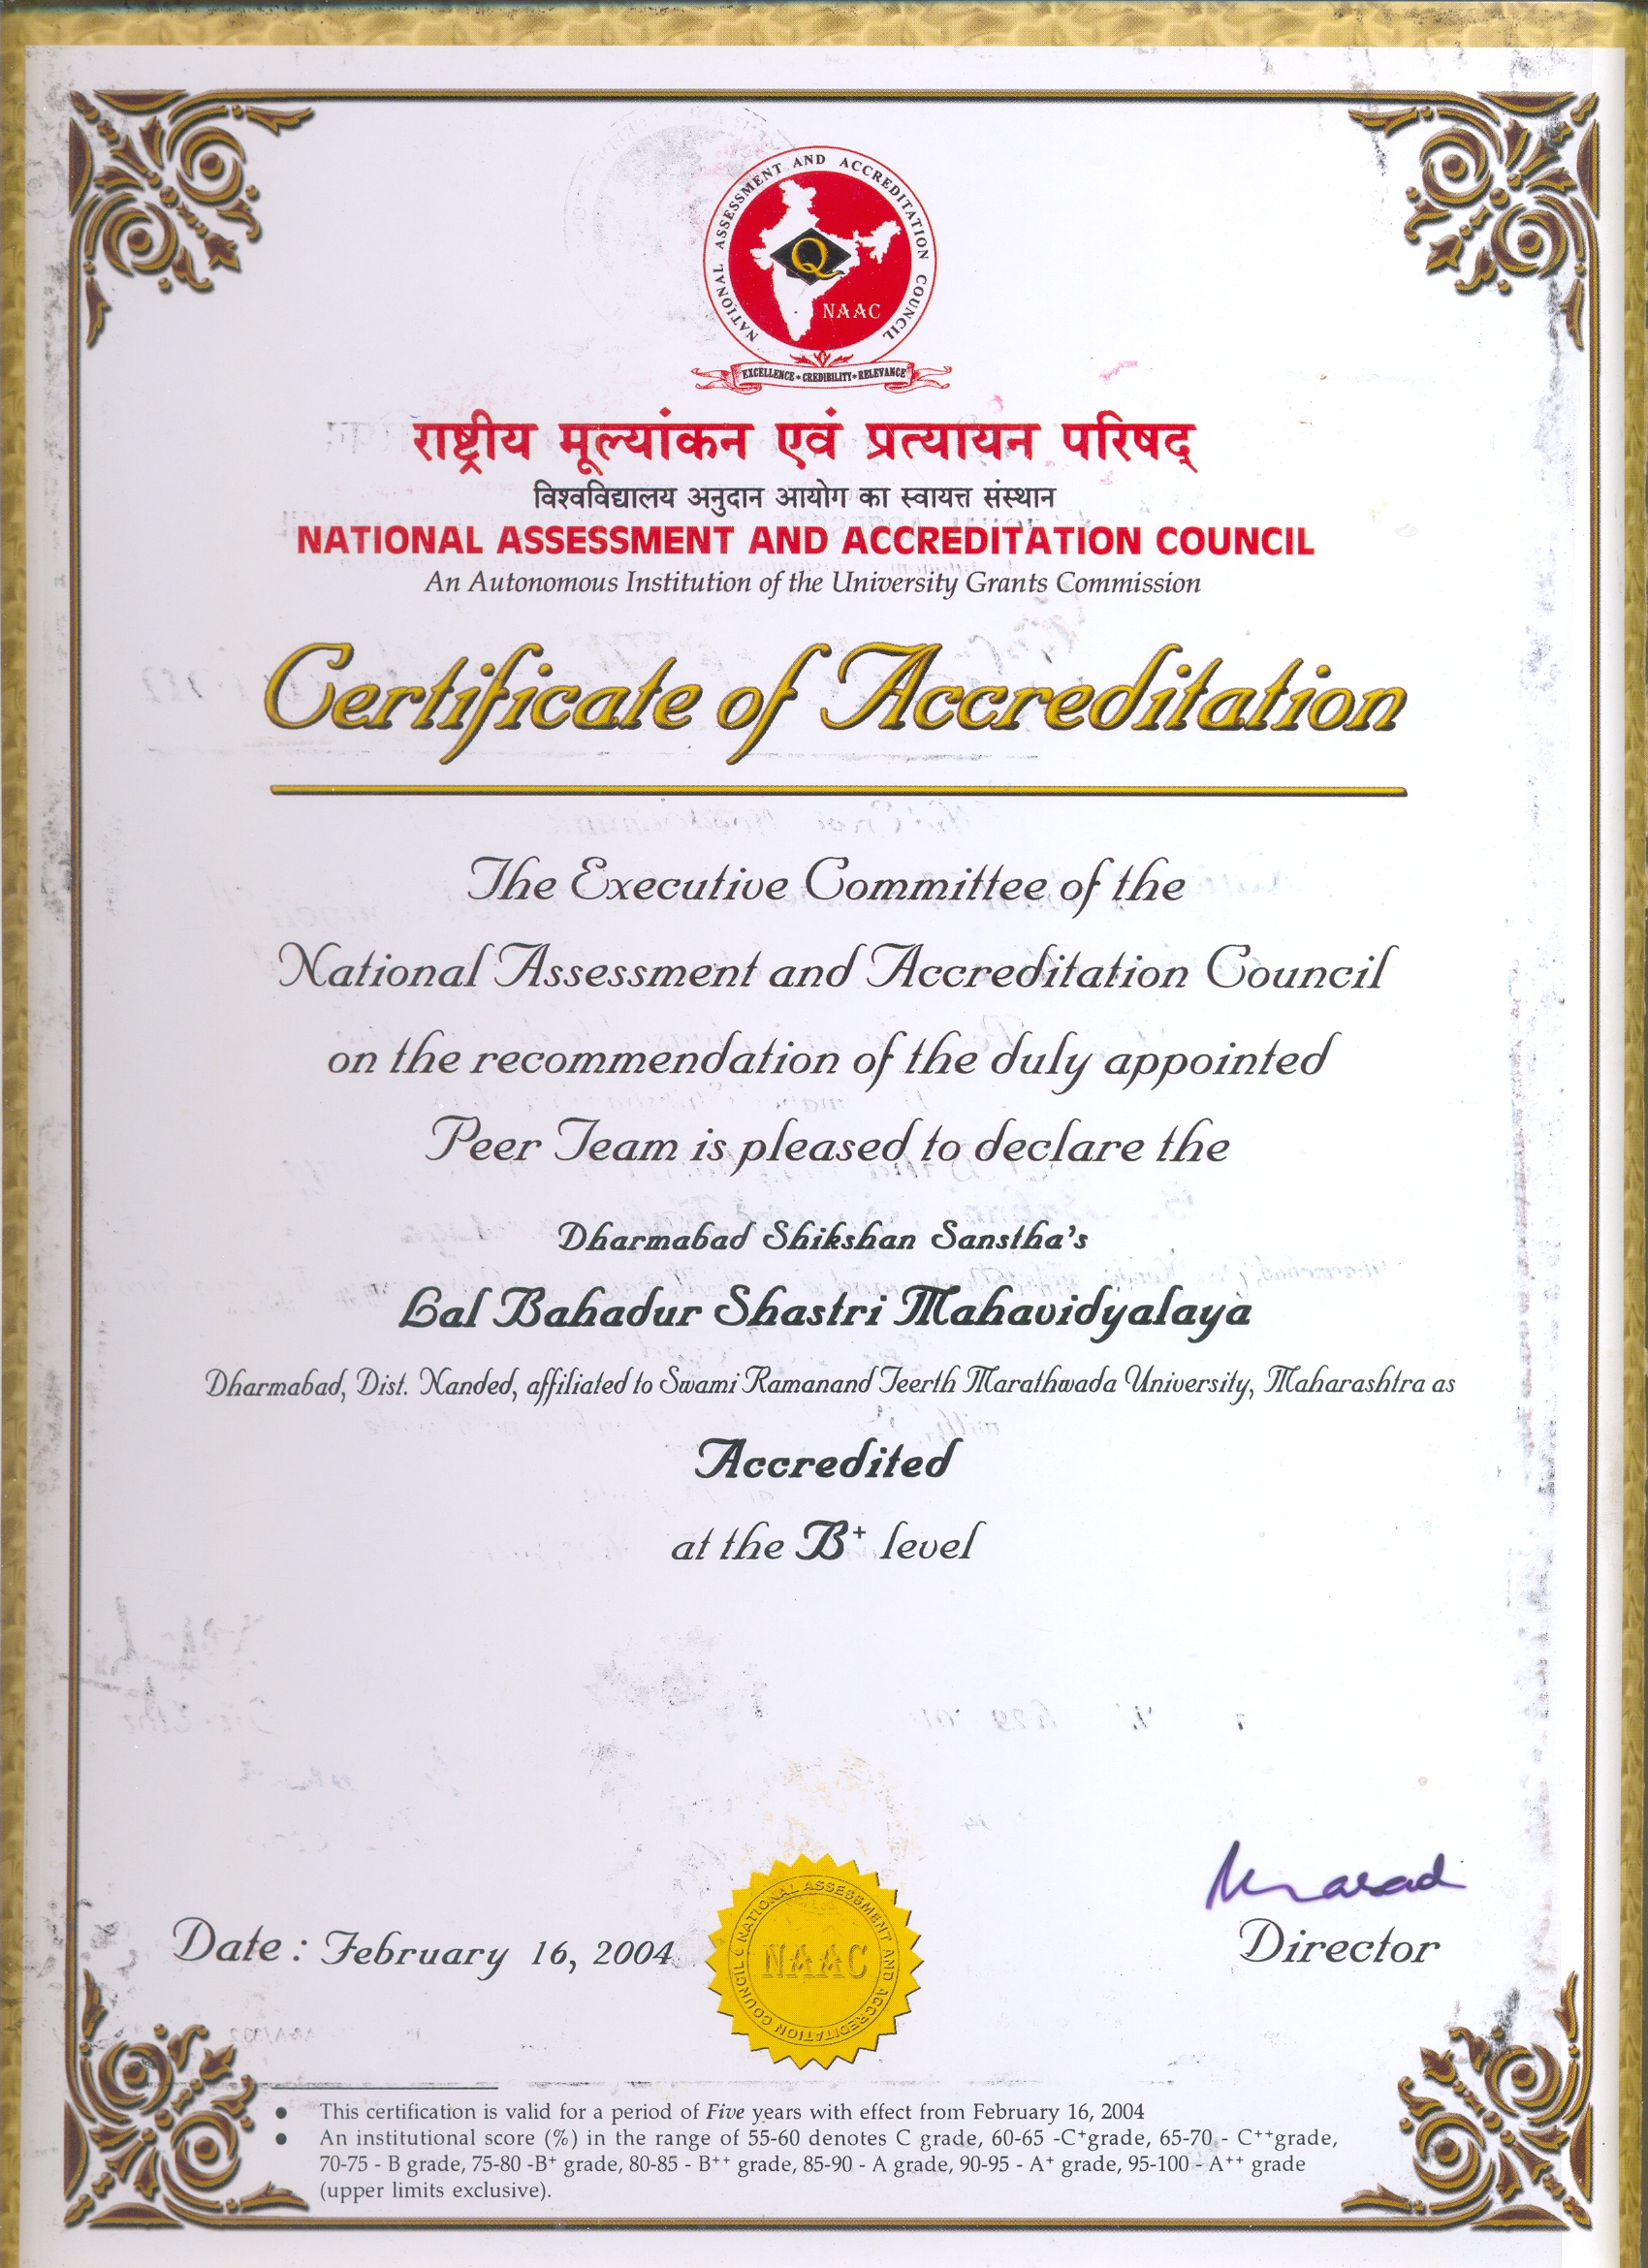 NATIONAL ASSESSMENT AND ACCREDITATION COUNCIL
Q
NAAC
EXCELLENCE • CREDIBILITY • RELEVANCE
राष्ट्रीय मूल्यांकन एवं प्रत्यायन परिषद्
विश्वविद्यालय अनुदान आयोग का स्वायत्त संस्थान
NATIONAL ASSESSMENT AND ACCREDITATION COUNCIL
An Autonomous Institution of the University Grants Commission
Certificate of Accreditation
The Executive Committee of the
National Assessment and Accreditation Council
on the recommendation of the duly appointed
Peer Team is pleased to declare the
Dharmabad Shikshan Sanstha's
Lal Bahadur Shastri Mahavidyalaya
Dharmabad, Dist. Nanded, affiliated to Swami Ramanand Teerth Marathwada University, Maharashtra as
Accredited
at the B⁺ level
Date : February 16, 2004
NATIONAL ASSESSMENT AND ACCREDITATION COUNCIL
NAAC
Director
• This certification is valid for a period of Five years with effect from February 16, 2004
• An institutional score (%) in the range of 55-60 denotes C grade, 60-65 -C⁺grade, 65-70 - C⁺⁺grade,
70-75 - B grade, 75-80 -B⁺ grade, 80-85 - B⁺⁺ grade, 85-90 - A grade, 90-95 - A⁺ grade, 95-100 - A⁺⁺ grade
(upper limits exclusive).